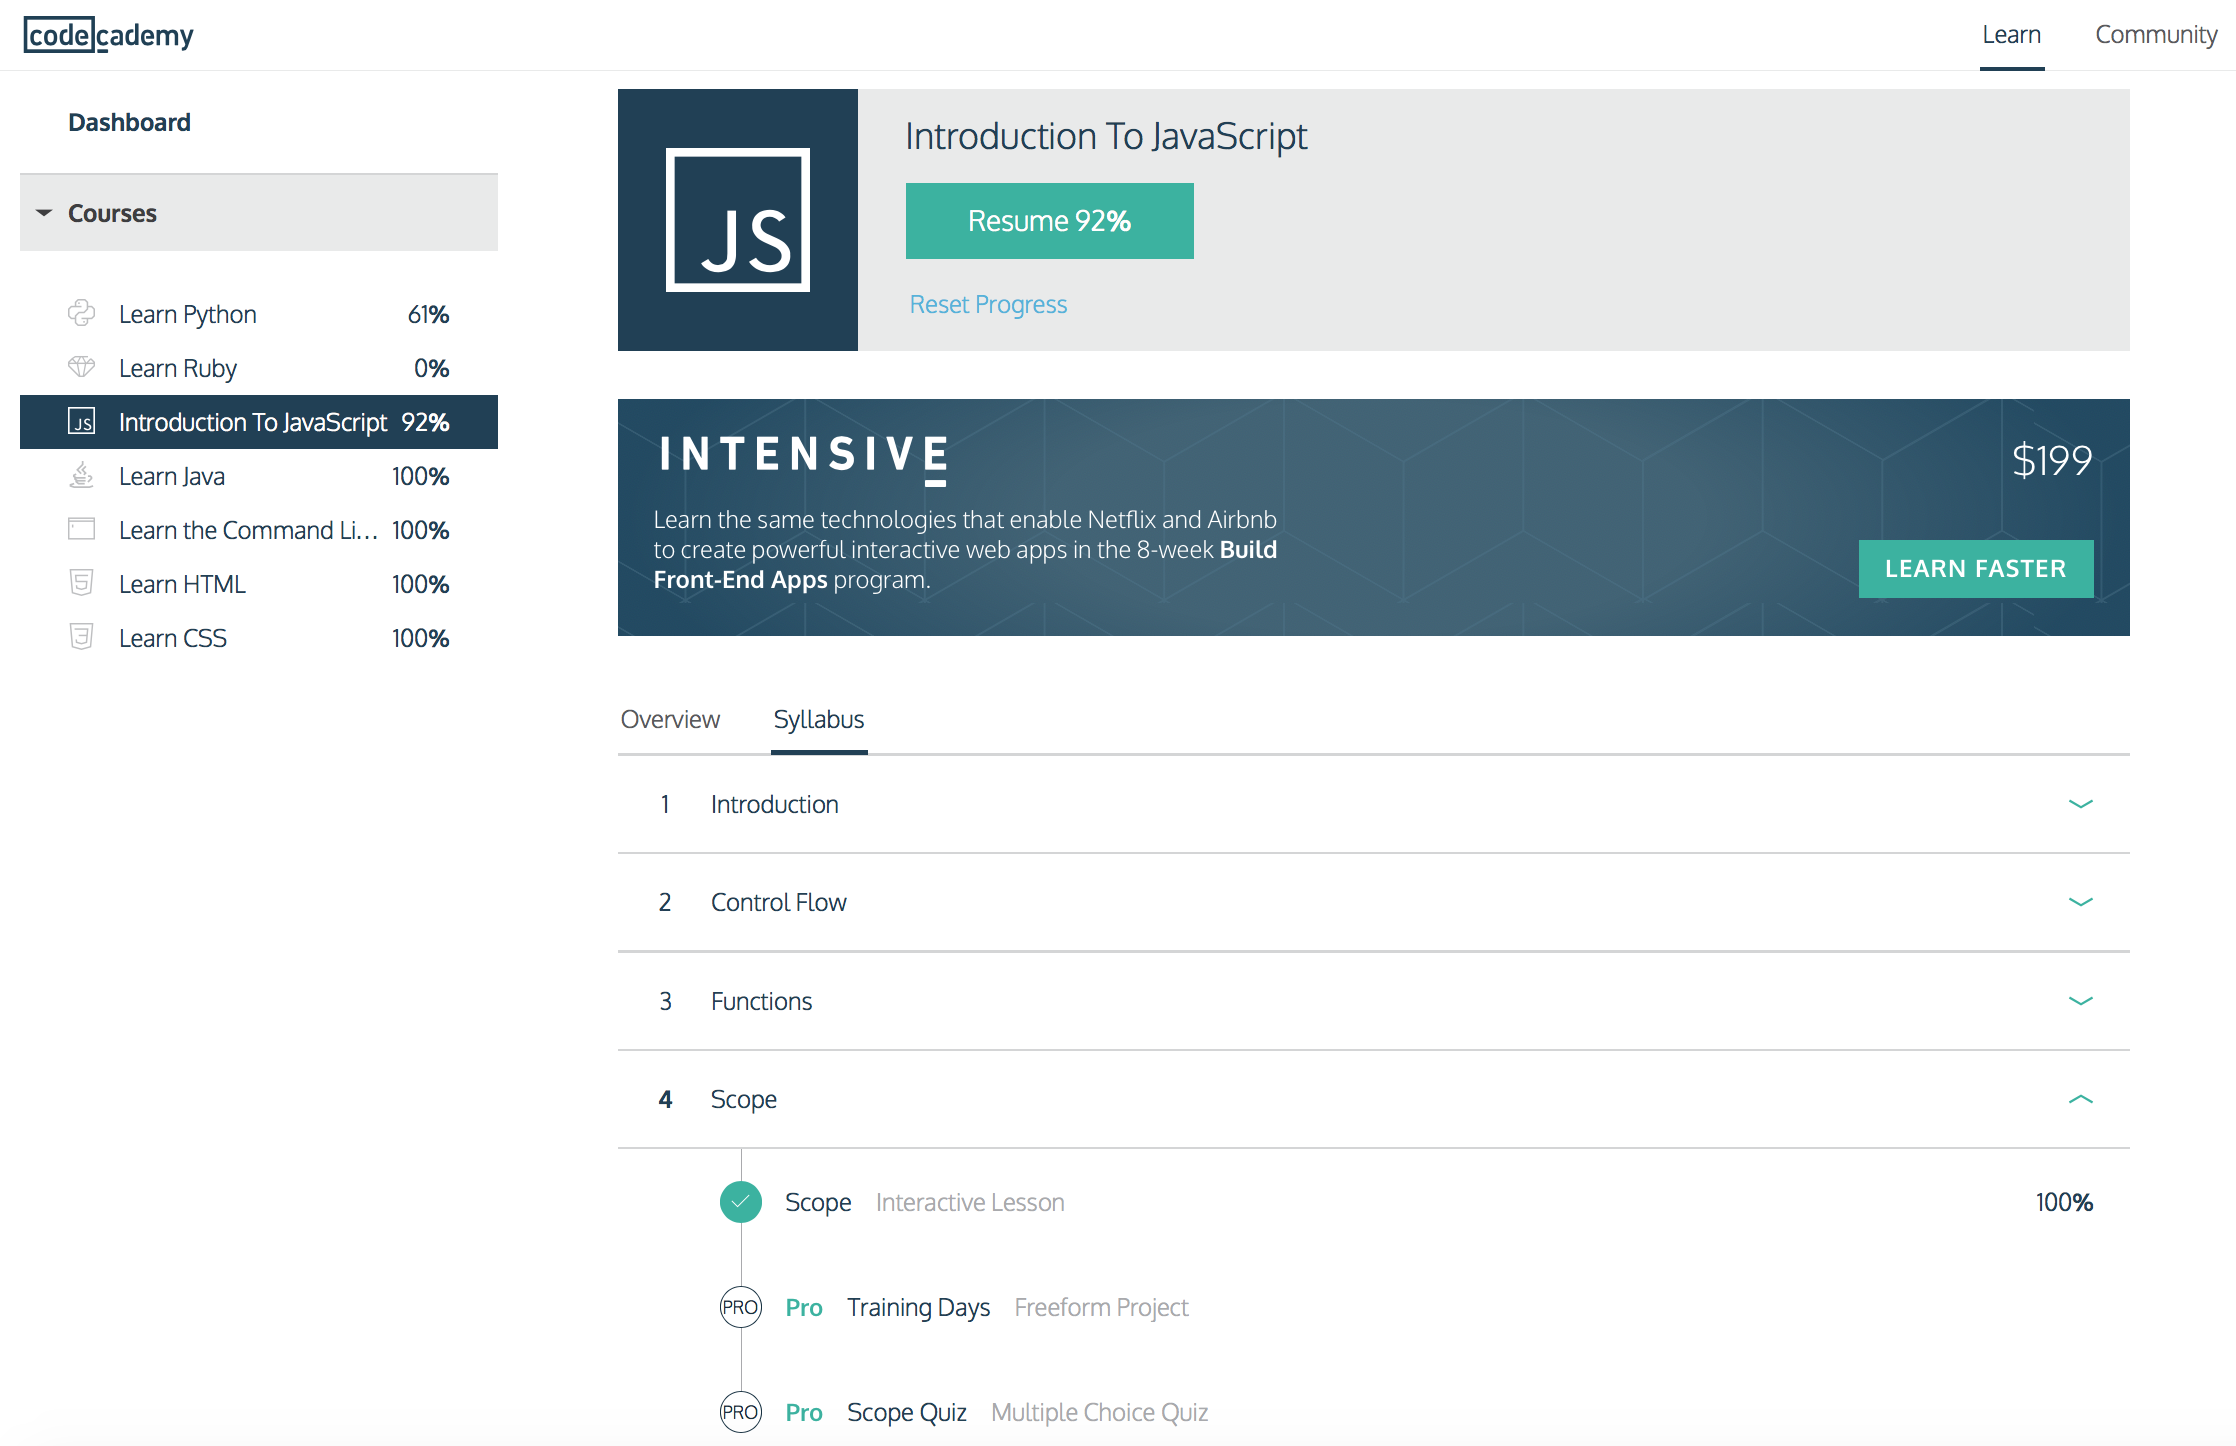 codecademy
Learn Community
Dashboard
Courses
Learn Python 61%
Learn Ruby 0%
JS Introduction To JavaScript 92%
Learn Java 100%
Learn the Command Li... 100%
Learn HTML 100%
Learn CSS 100%
JS
Introduction To JavaScript
Resume 92%
Reset Progress
INTENSIVE
$199
Learn the same technologies that enable Netflix and Airbnb
to create powerful interactive web apps in the 8-week Build
Front-End Apps program.
LEARN FASTER
Overview Syllabus
1 Introduction
2 Control Flow
3 Functions
4 Scope
Scope Interactive Lesson 100%
PRO Pro Training Days Freeform Project
PRO Pro Scope Quiz Multiple Choice Quiz